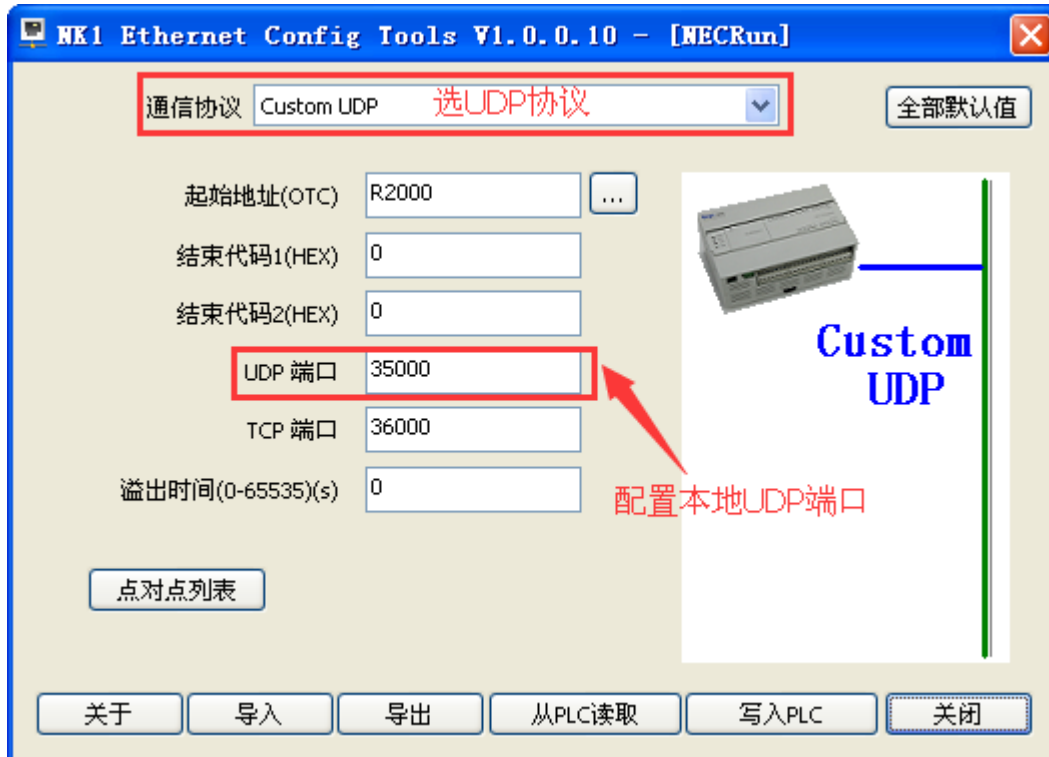 NK1 Ethernet Config Tools V1.0.0.10 - [NECRun]
通信协议 Custom UDP 选UDP协议 全部默认值
起始地址(OTC) R2000 ...
结束代码1(HEX) 0
结束代码2(HEX) 0
UDP 端口 35000
TCP 端口 36000
溢出时间(0-65535)(s) 0
Custom
UDP
配置本地UDP端口
点对点列表
关于 导入 导出 从PLC读取 写入PLC 关闭